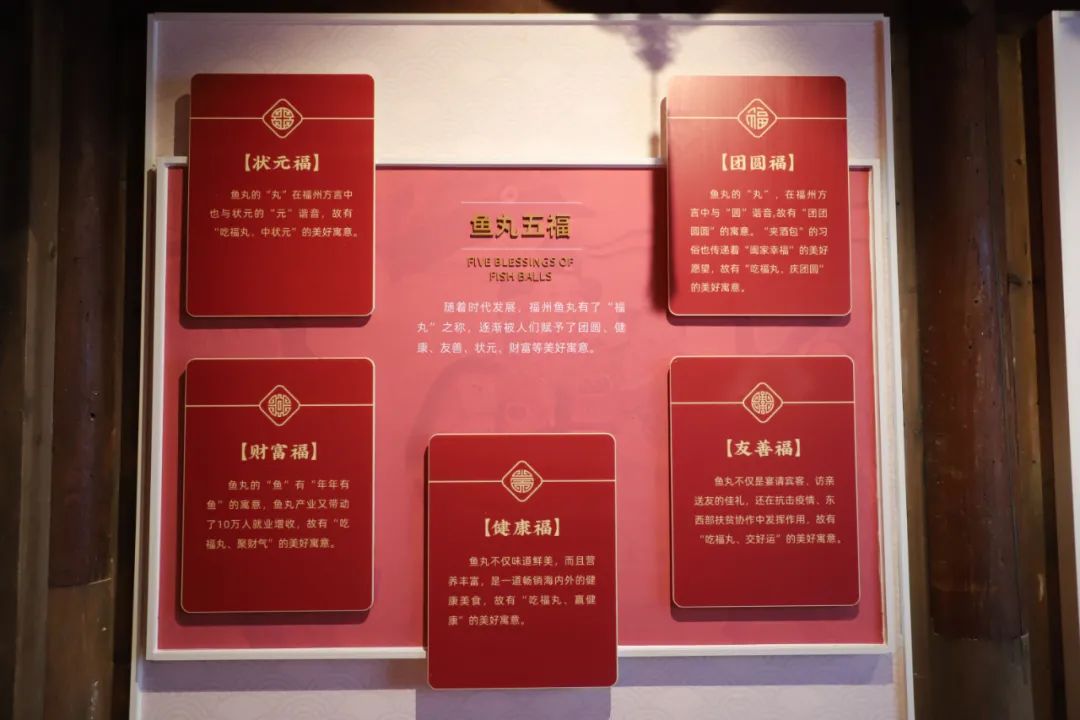 鱼丸五福
FIVE BLESSINGS OF
FISH BALLS
随着时代发展，福州鱼丸有了“福
丸”之称，逐渐被人们赋予了团圆、健
康、友善、状元、财富等美好寓意。
【状元福】
鱼丸的“丸”在福州方言中
也与状元的“元”谐音，故有
“吃福丸、中状元”的美好寓意。
福
【团圆福】
鱼丸的“丸”，在福州方
言中与“圆”谐音,故有“团团
圆圆”的寓意。“夹酒包”的习
俗也传递着“阖家幸福”的美好
愿望，故有“吃福丸、庆团圆”
的美好寓意。
【财富福】
鱼丸的“鱼”有“年年有
鱼”的寓意，鱼丸产业又带动
了10万人就业增收，故有“吃
福丸、聚财气”的美好寓意。
【健康福】
鱼丸不仅味道鲜美，而且营
养丰富，是一道畅销海内外的健
康美食，故有“吃福丸、赢健
康”的美好寓意。
【友善福】
鱼丸不仅是宴请宾客、访亲
送友的佳礼，还在抗击疫情、东
西部扶贫协作中发挥作用，故有
“吃福丸、交好运”的美好寓意。